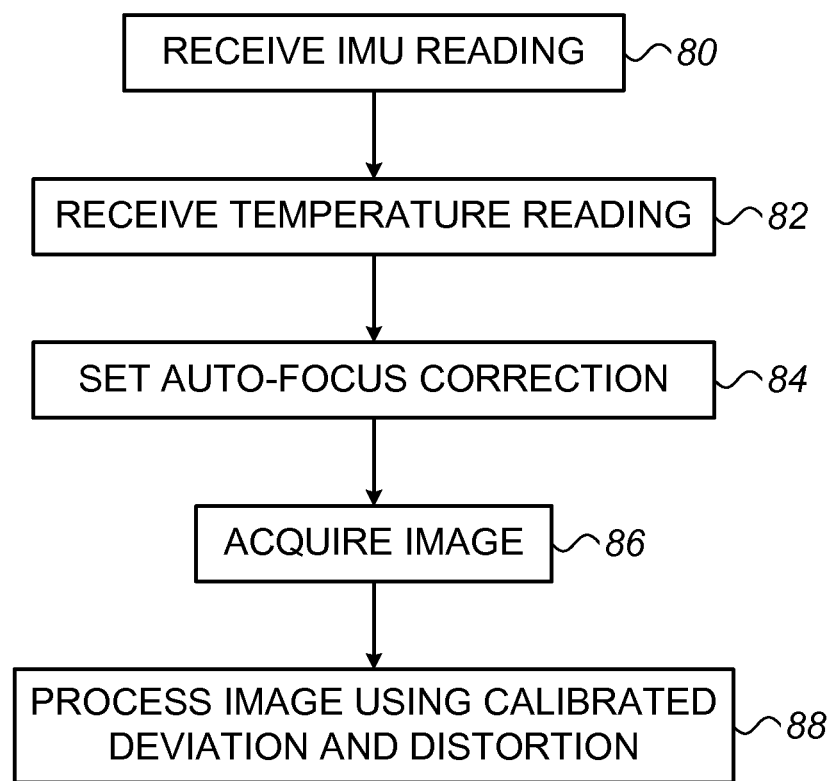 RECEIVE IMU READING 80
RECEIVE TEMPERATURE READING 82
SET AUTO-FOCUS CORRECTION 84
ACQUIRE IMAGE 86
PROCESS IMAGE USING CALIBRATED
DEVIATION AND DISTORTION 88